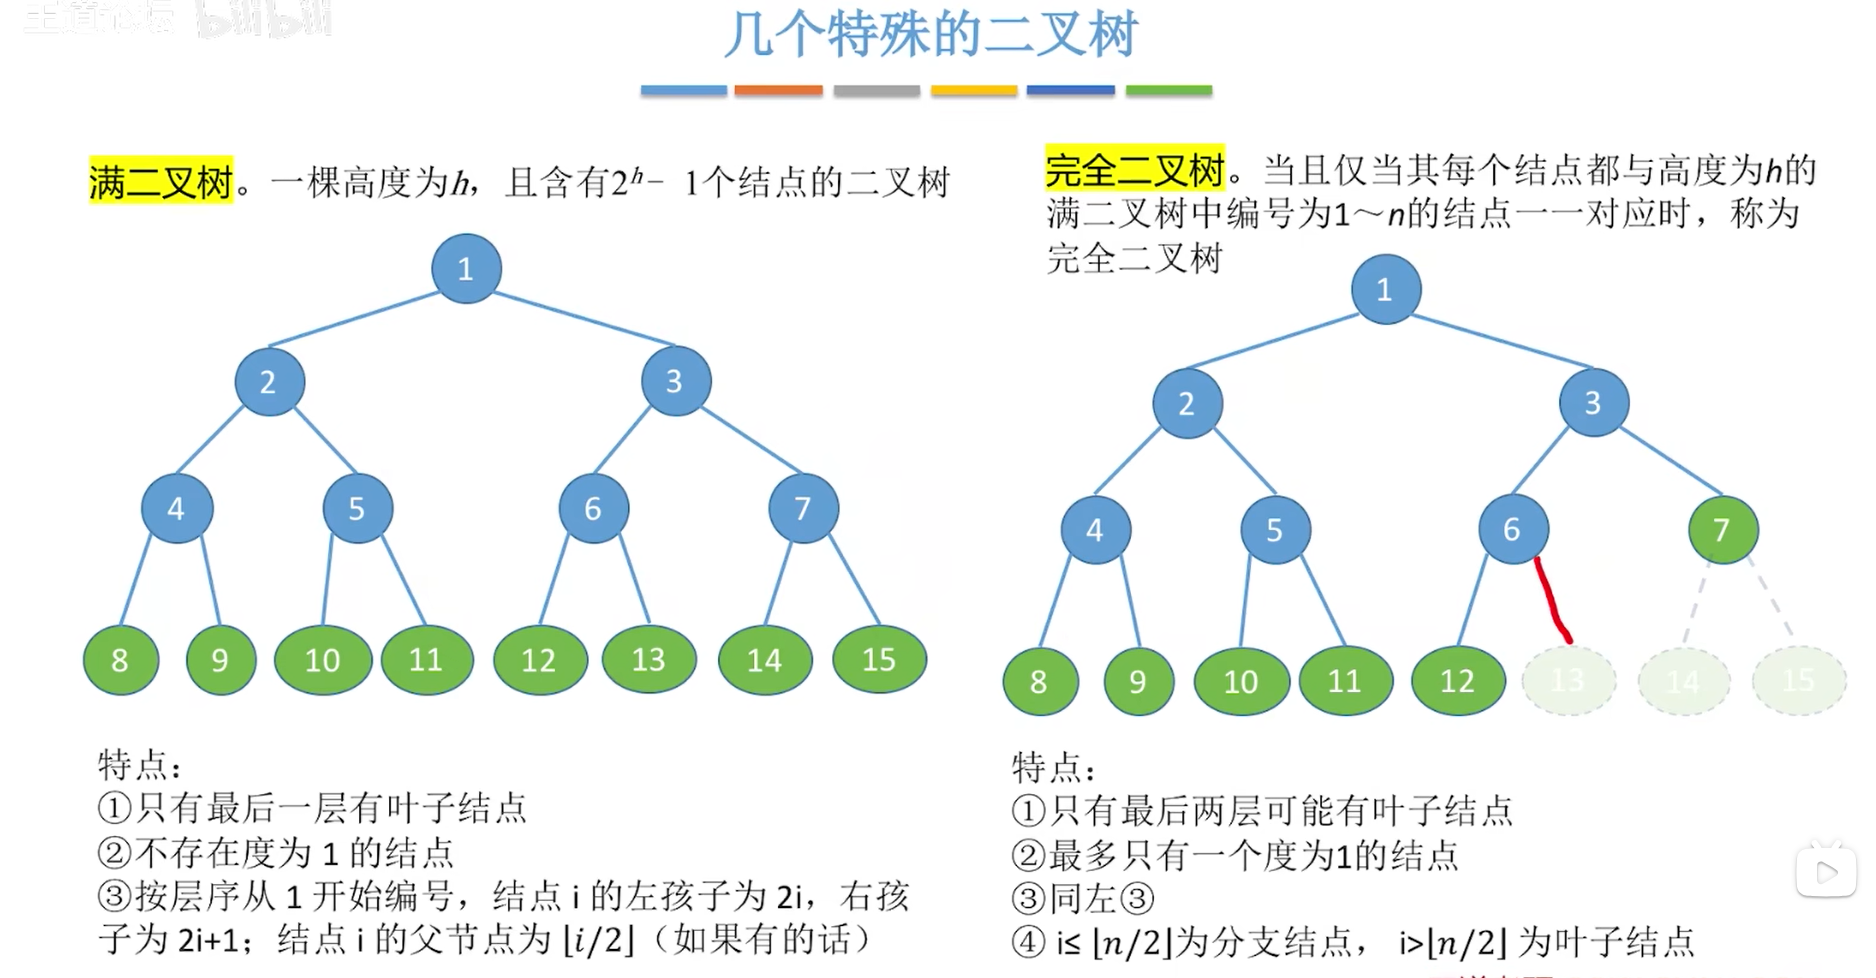 王道论坛 bilibili
几个特殊的二叉树
满二叉树。一棵高度为h，且含有2ʰ－ 1个结点的二叉树
1
2 3
4 5 6 7
8 9 10 11 12 13 14 15
特点：
①只有最后一层有叶子结点
②不存在度为 1 的结点
③按层序从 1 开始编号，结点 i 的左孩子为 2i，右孩
子为 2i+1；结点 i 的父节点为 ⌊i/2⌋（如果有的话）
完全二叉树。当且仅当其每个结点都与高度为h的
满二叉树中编号为1～n的结点一一对应时，称为
完全二叉树
1
2 3
4 5 6 7
8 9 10 11 12 13 14 15
特点：
①只有最后两层可能有叶子结点
②最多只有一个度为1的结点
③同左③
④ i≤ ⌊n/2⌋为分支结点， i>⌊n/2⌋ 为叶子结点